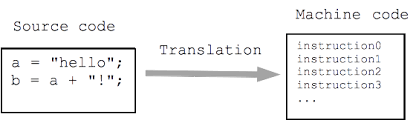 Source code
a = "hello";
b = a + "!";
Translation
Machine code
instruction0
instruction1
instruction2
instruction3
...